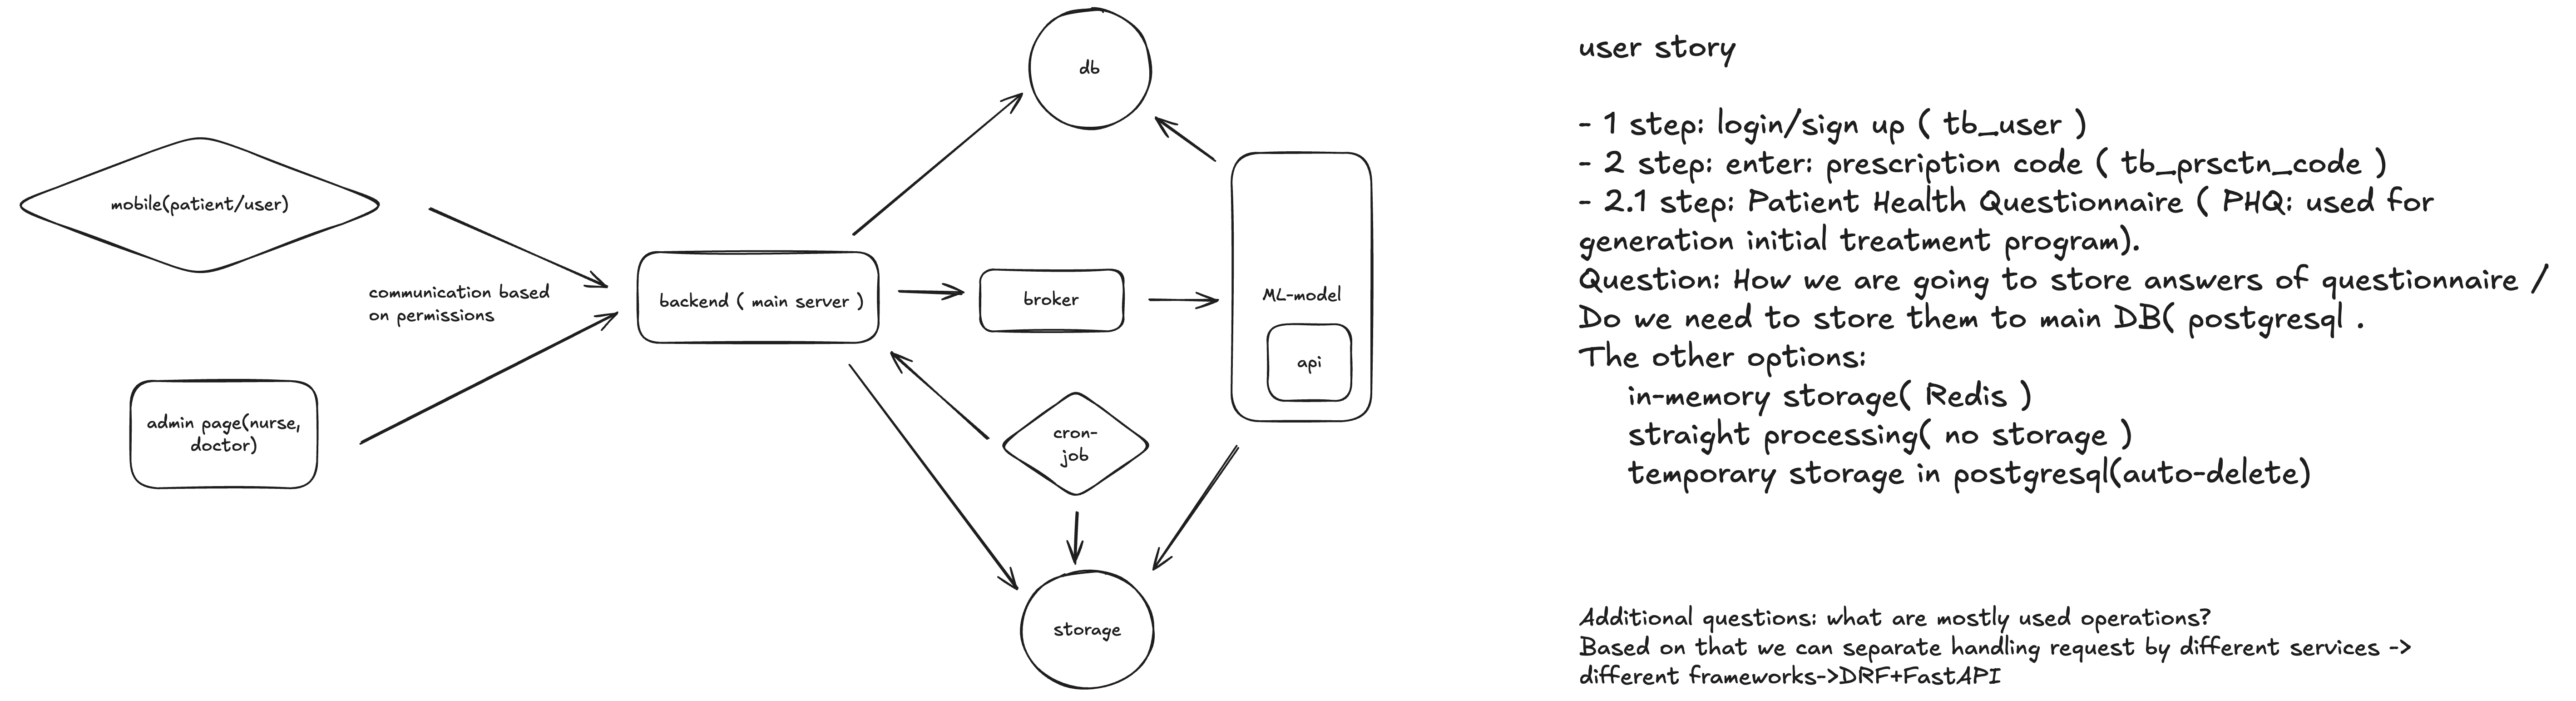 db
mobile(patient/user)
communication based
on permissions
backend ( main server )
broker
ML-model
api
admin page(nurse,
doctor)
cron-
job
storage
user story
- 1 step: login/sign up ( tb_user )
- 2 step: enter: prescription code ( tb_prsctn_code )
- 2.1 step: Patient Health Questionnaire ( PHQ: used for
generation initial treatment program).
Question: How we are going to store answers of questionnaire /
Do we need to store them to main DB( postgresql .
The other options:
in-memory storage( Redis )
straight processing( no storage )
temporary storage in postgresql(auto-delete)
Additional questions: what are mostly used operations?
Based on that we can separate handling request by different services ->
different frameworks->DRF+FastAPI